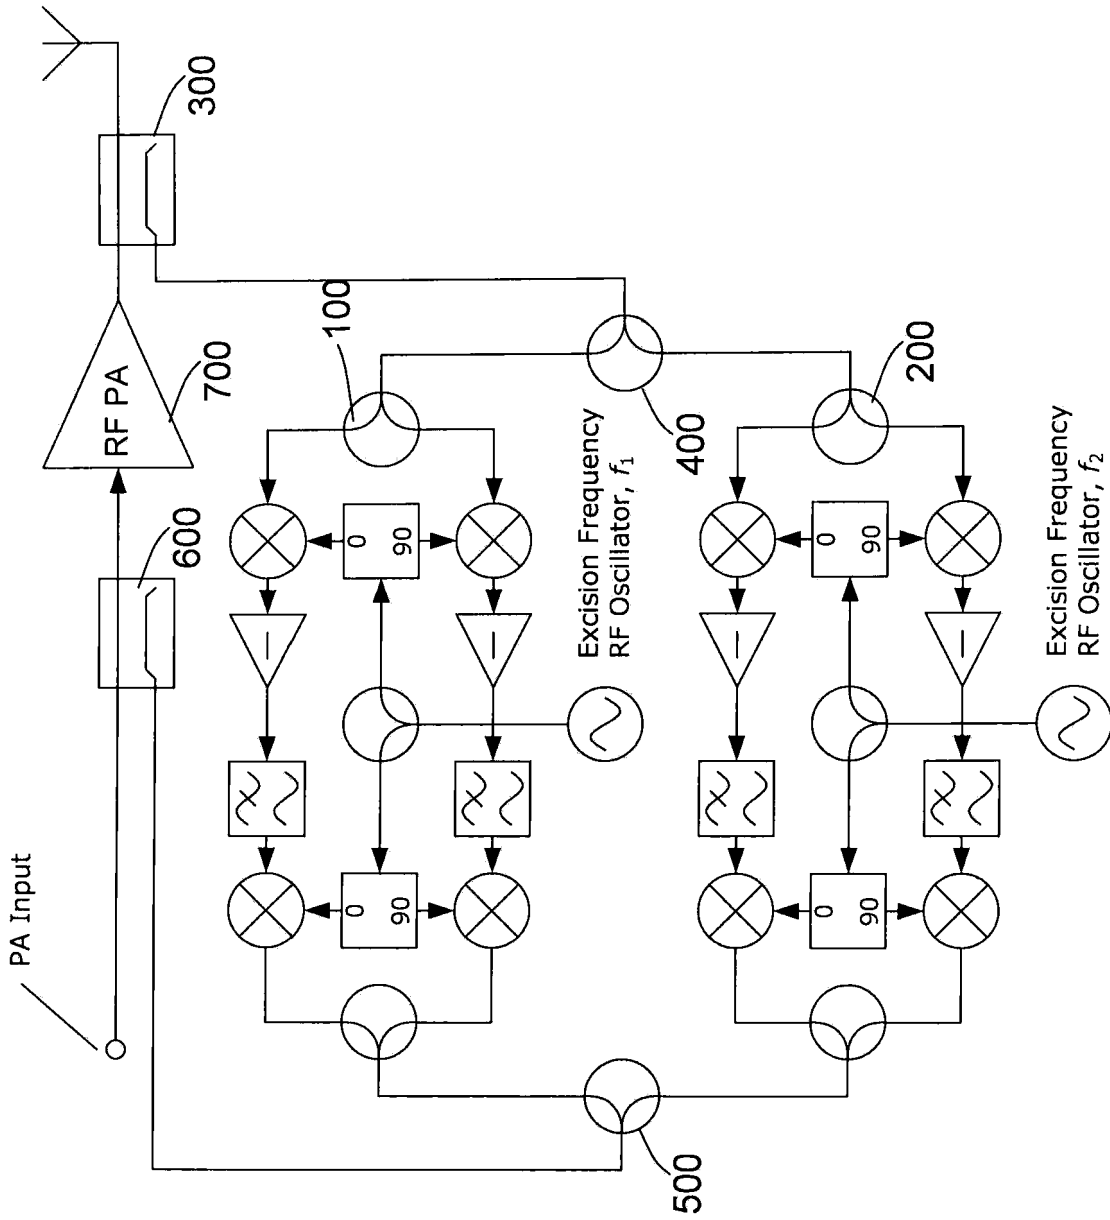 PA Input
600
RF PA
700
300
100
400
200
500
0
90
0
90
0
90
0
90
Excision Frequency
RF Oscillator, f₁
Excision Frequency
RF Oscillator, f₂